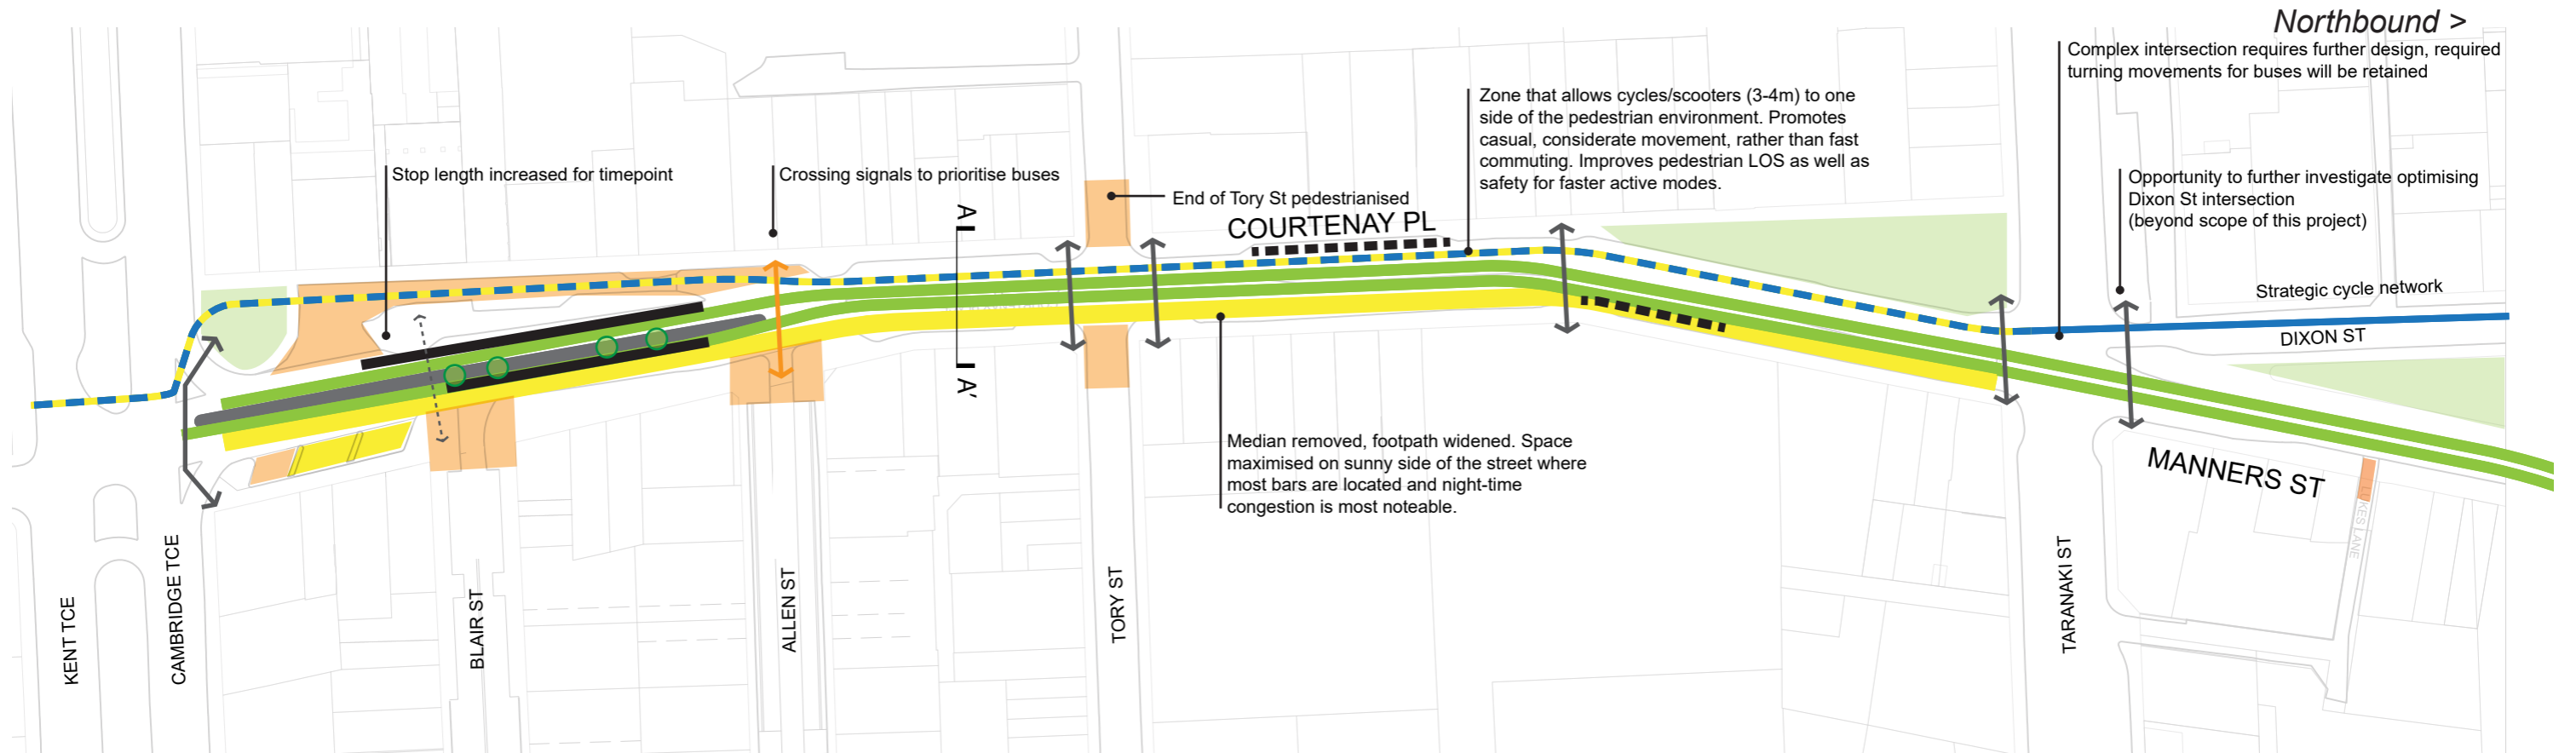 Northbound >
Complex intersection requires further design, required
turning movements for buses will be retained
Zone that allows cycles/scooters (3-4m) to one
side of the pedestrian environment. Promotes
casual, considerate movement, rather than fast
commuting. Improves pedestrian LOS as well as
safety for faster active modes.
Stop length increased for timepoint
Crossing signals to prioritise buses
Opportunity to further investigate optimising
Dixon St intersection
(beyond scope of this project)
End of Tory St pedestrianised
A
COURTENAY PL
Strategic cycle network
DIXON ST
A'
Median removed, footpath widened. Space
maximised on sunny side of the street where
most bars are located and night-time
congestion is most noteable.
MANNERS ST
LUKES LANE
KENT TCE
CAMBRIDGE TCE
BLAIR ST
ALLEN ST
TORY ST
TARANAKI ST